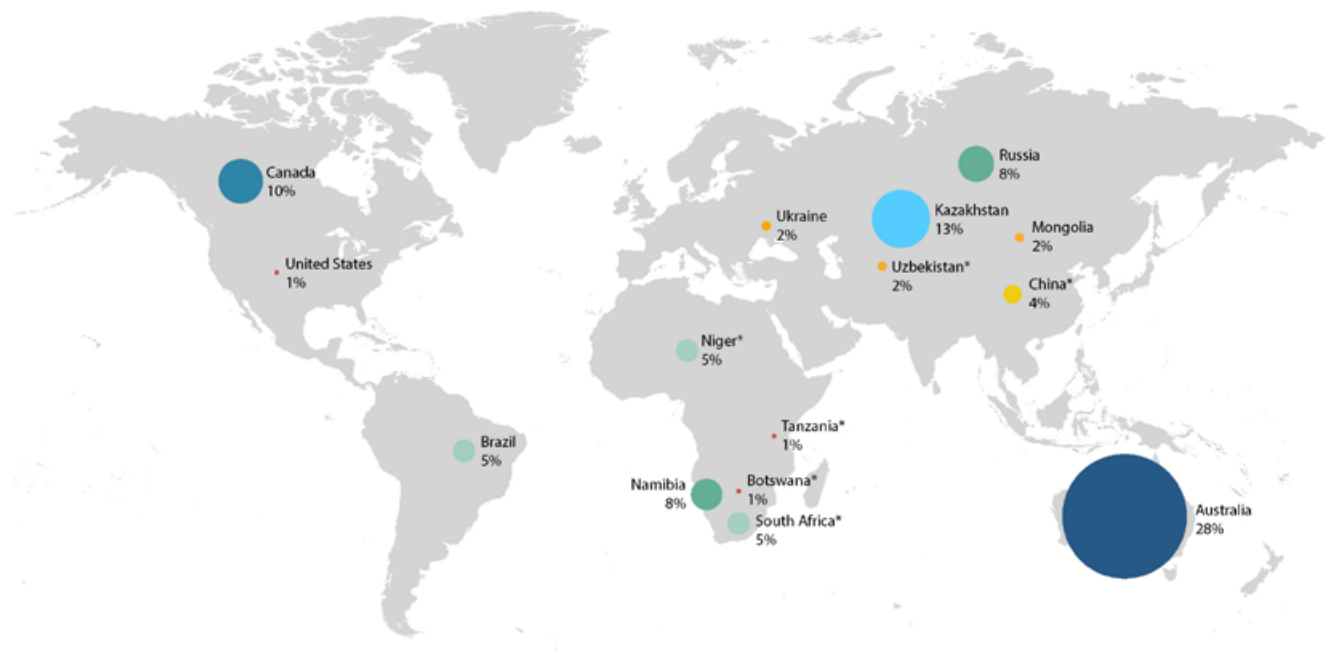 Canada
10%
United States
1%
Brazil
5%
Ukraine
2%
Russia
8%
Kazakhstan
13%
Mongolia
2%
Uzbekistan*
2%
China*
4%
Niger*
5%
Tanzania*
1%
Namibia
8%
Botswana*
1%
South Africa*
5%
Australia
28%